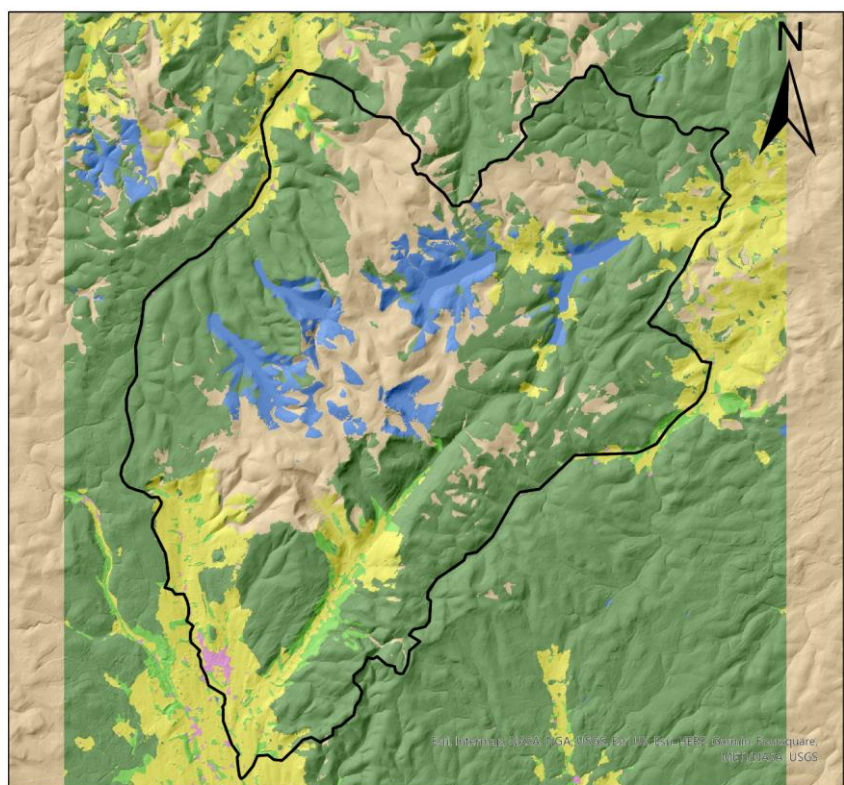 N
Esri, Intermap, NASA, NGA, USGS, Esri UK, Esri, HERE, Garmin, Foursquare,
METI/NASA, USGS